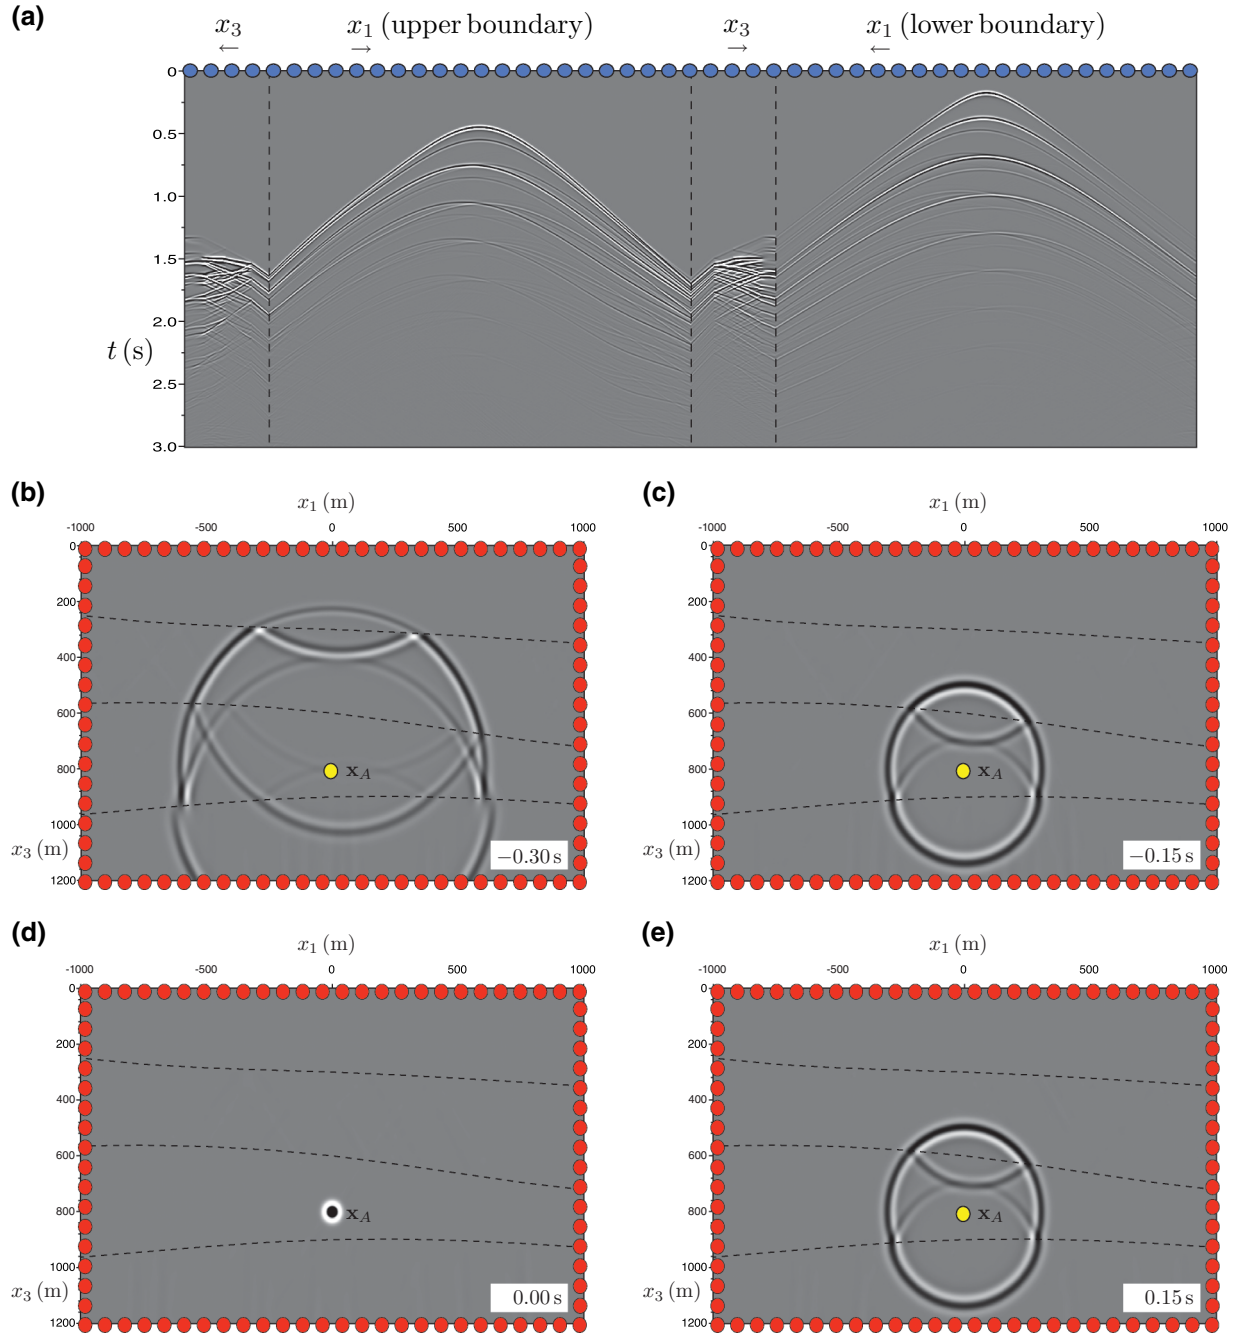 (a)
x₃ x₁ (upper boundary) x₃ x₁ (lower boundary)
← → → ←
0
0.5
1.0
1.5
2.0
t (s)
2.5
3.0
(b)
x₁ (m)
-1000 -500 0 500 1000
0
200
400
600
800
x_A
1000
x₃ (m)
−0.30 s
1200
(c)
x₁ (m)
-1000 -500 0 500 1000
0
200
400
600
800
x_A
1000
x₃ (m)
−0.15 s
1200
(d)
x₁ (m)
-1000 -500 0 500 1000
0
200
400
600
800
x_A
1000
x₃ (m)
0.00 s
1200
(e)
x₁ (m)
-1000 -500 0 500 1000
0
200
400
600
800
x_A
1000
x₃ (m)
0.15 s
1200